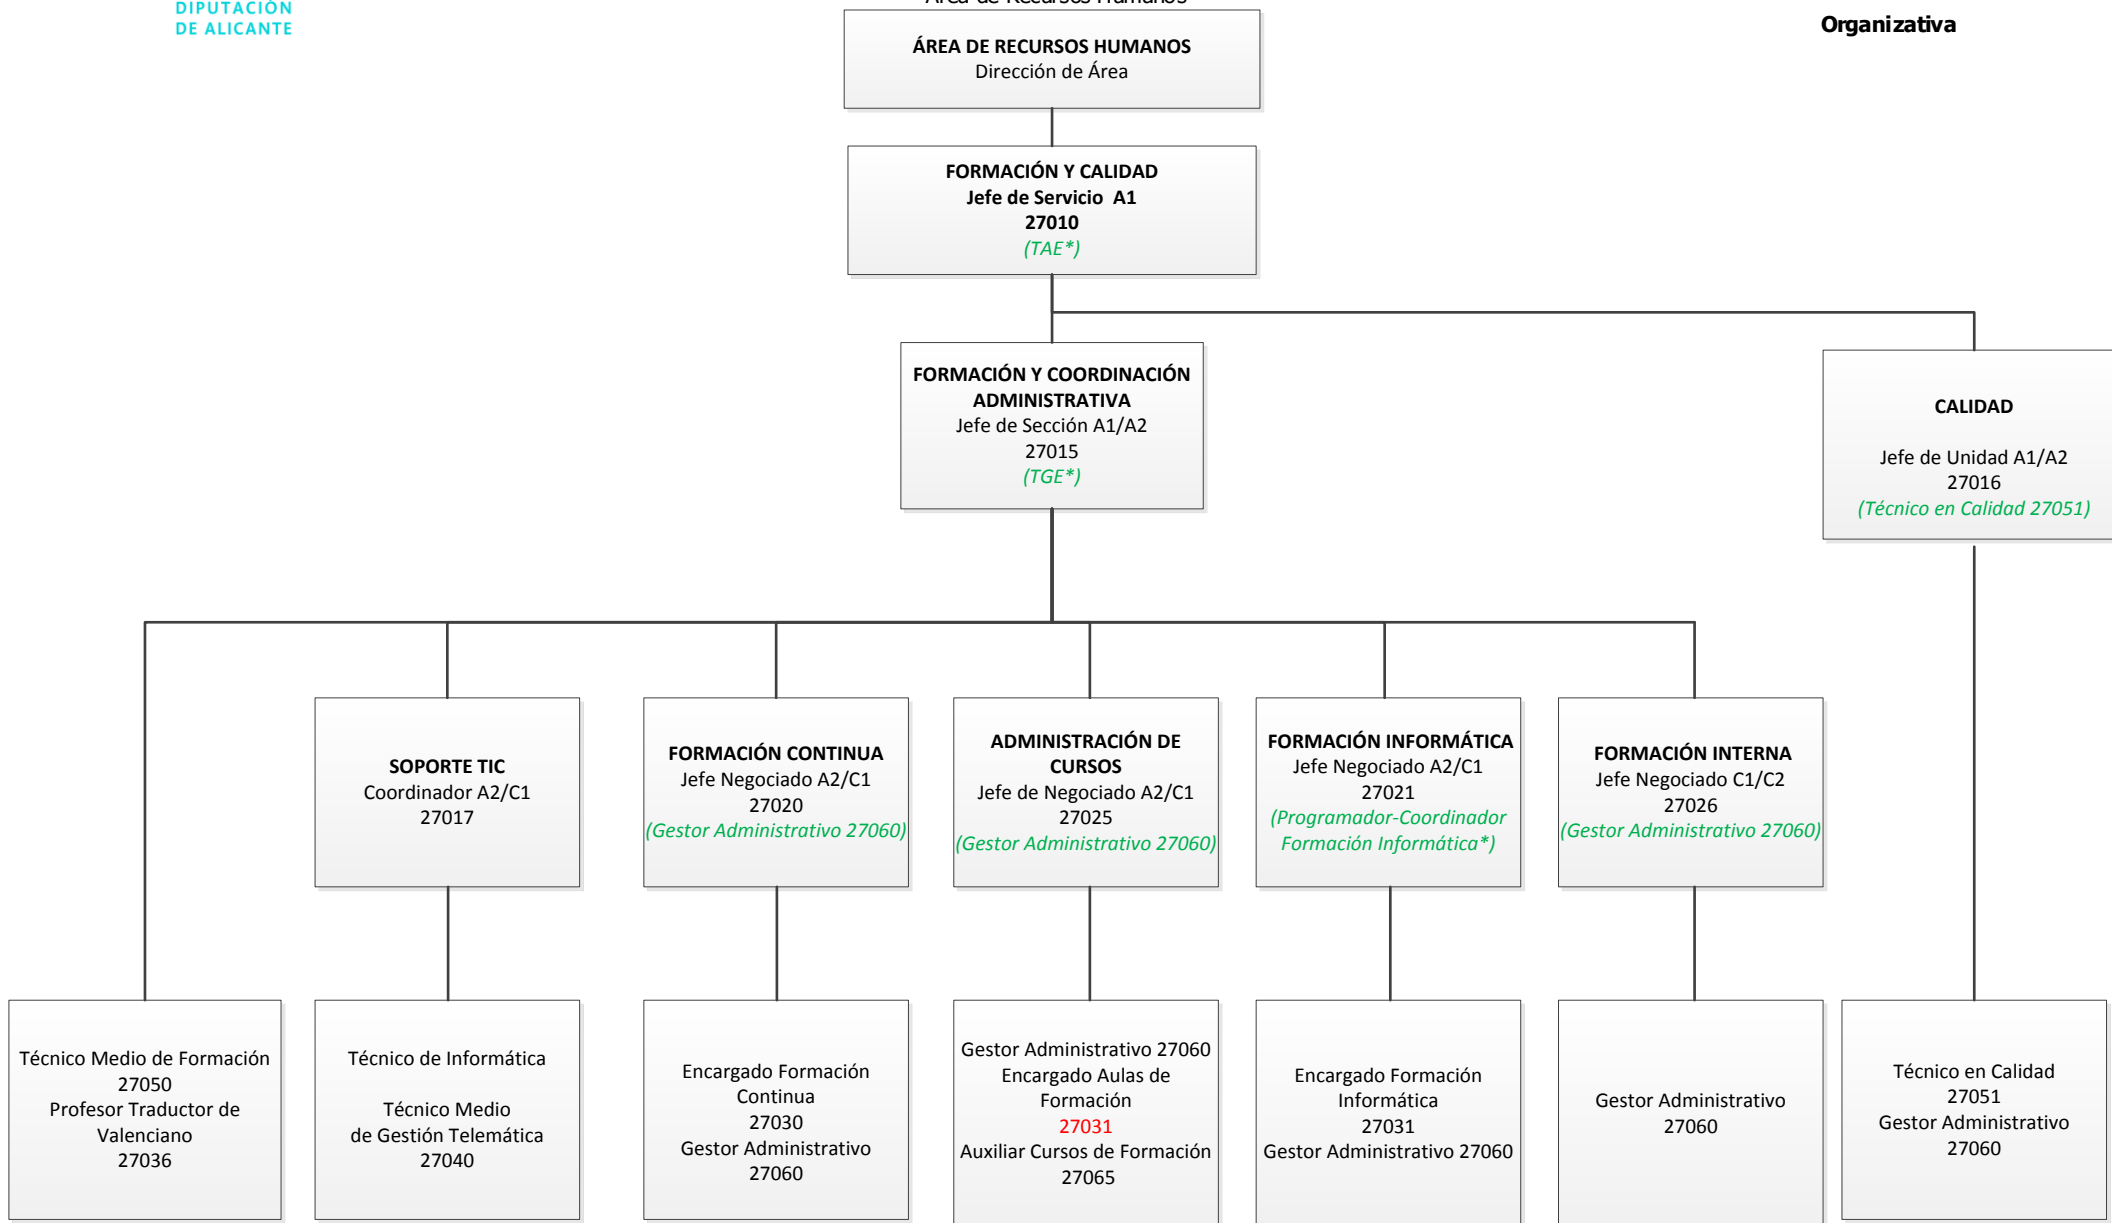 DIPUTACIÓN
DE ALICANTE
Área de Recursos Humanos
Organizativa
ÁREA DE RECURSOS HUMANOS
Dirección de Área
FORMACIÓN Y CALIDAD
Jefe de Servicio A1
27010
(TAE*)
FORMACIÓN Y COORDINACIÓN
ADMINISTRATIVA
Jefe de Sección A1/A2
27015
(TGE*)
CALIDAD
Jefe de Unidad A1/A2
27016
(Técnico en Calidad 27051)
SOPORTE TIC
Coordinador A2/C1
27017
FORMACIÓN CONTINUA
Jefe Negociado A2/C1
27020
(Gestor Administrativo 27060)
ADMINISTRACIÓN DE
CURSOS
Jefe de Negociado A2/C1
27025
(Gestor Administrativo 27060)
FORMACIÓN INFORMÁTICA
Jefe Negociado A2/C1
27021
(Programador-Coordinador
Formación Informática*)
FORMACIÓN INTERNA
Jefe Negociado C1/C2
27026
(Gestor Administrativo 27060)
Técnico Medio de Formación
27050
Profesor Traductor de
Valenciano
27036
Técnico de Informática
Técnico Medio
de Gestión Telemática
27040
Encargado Formación
Continua
27030
Gestor Administrativo
27060
Gestor Administrativo 27060
Encargado Aulas de
Formación
27031
Auxiliar Cursos de Formación
27065
Encargado Formación
Informática
27031
Gestor Administrativo 27060
Gestor Administrativo
27060
Técnico en Calidad
27051
Gestor Administrativo
27060